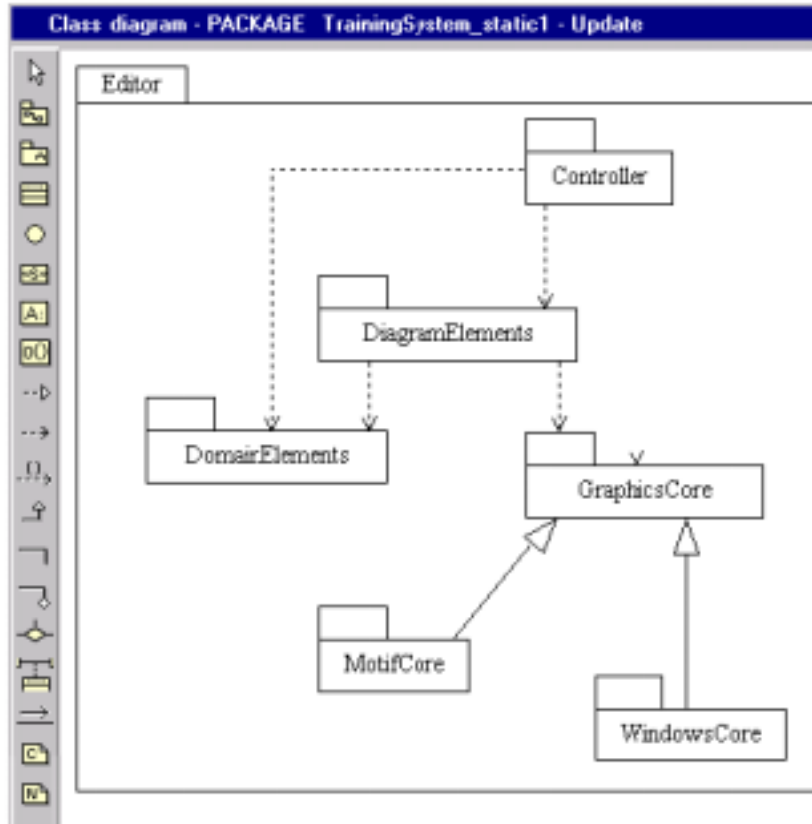 Class diagram - PACKAGE TrainingSystem_static1 - Update
Editor
Controller
DiagramElements
DomairElements
GraphicsCore
MotifCore
WindowsCore
S
A:
{}
C
N